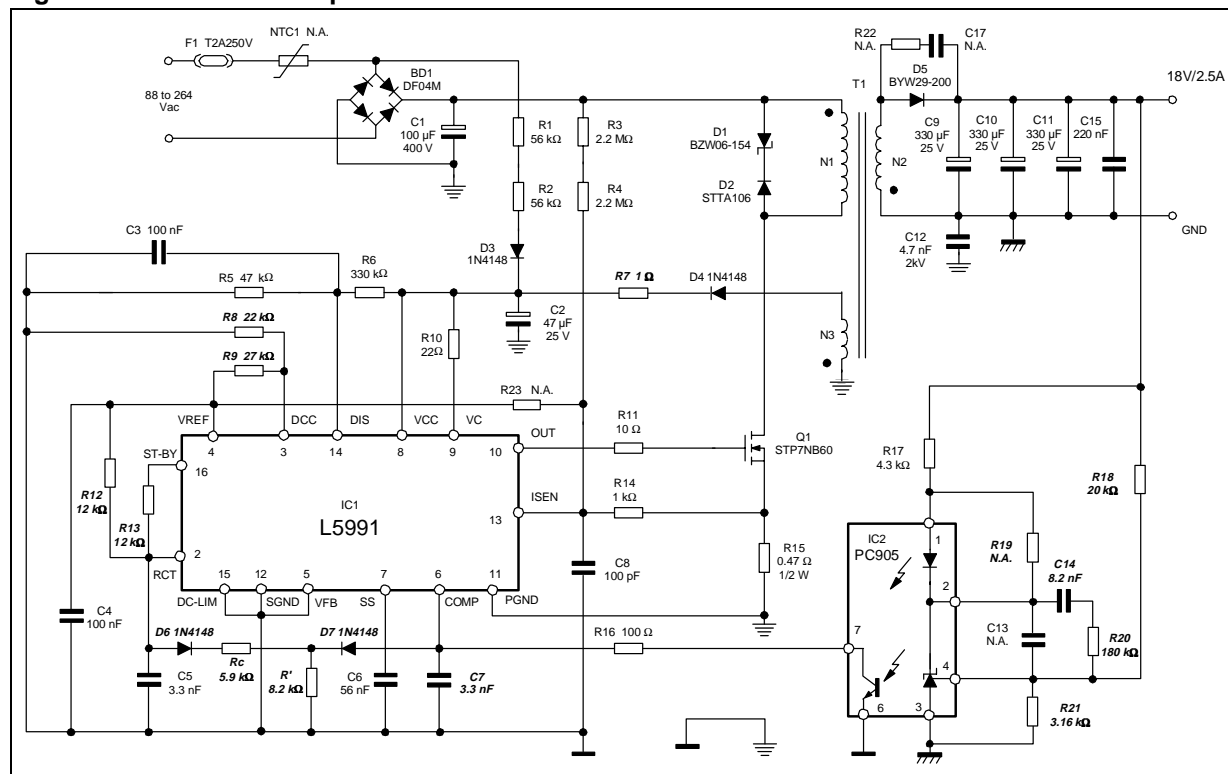 F1 T2A250V
NTC1 N.A.
88 to 264
Vac
BD1
DF04M
C1
100 µF
400 V
R1
56 kΩ
R3
2.2 MΩ
R2
56 kΩ
R4
2.2 MΩ
D1
BZW06-154
D2
STTA106
N1
T1
N2
R22
N.A.
C17
N.A.
D5
BYW29-200
18V/2.5A
C9
330 µF
25 V
C10
330 µF
25 V
C11
330 µF
25 V
C15
220 nF
GND
C12
4.7 nF
2kV
C3 100 nF
D3
1N4148
R5 47 kΩ
R6
330 kΩ
R7 1 Ω
D4 1N4148
N3
R8 22 kΩ
R9 27 kΩ
R10
22Ω
C2
47 µF
25 V
R23 N.A.
VREF
DCC
DIS
VCC
VC
4
3
14
8
9
OUT
10
R11
10 Ω
Q1
STP7NB60
R17
4.3 kΩ
R18
20 kΩ
ST-BY
16
R12
12 kΩ
R13
12 kΩ
IC1
L5991
ISEN
13
R14
1 kΩ
2
RCT
15
12
5
7
6
11
DC-LIM
SGND
VFB
SS
COMP
PGND
C8
100 pF
R15
0.47 Ω
1/2 W
IC2
PC905
1
2
R19
N.A.
C14
8.2 nF
C13
N.A.
R20
180 kΩ
4
R21
3.16 kΩ
7
6
3
C4
100 nF
D6 1N4148
Rc
5.9 kΩ
D7 1N4148
R16 100 Ω
C5
3.3 nF
R'
8.2 kΩ
C6
56 nF
C7
3.3 nF